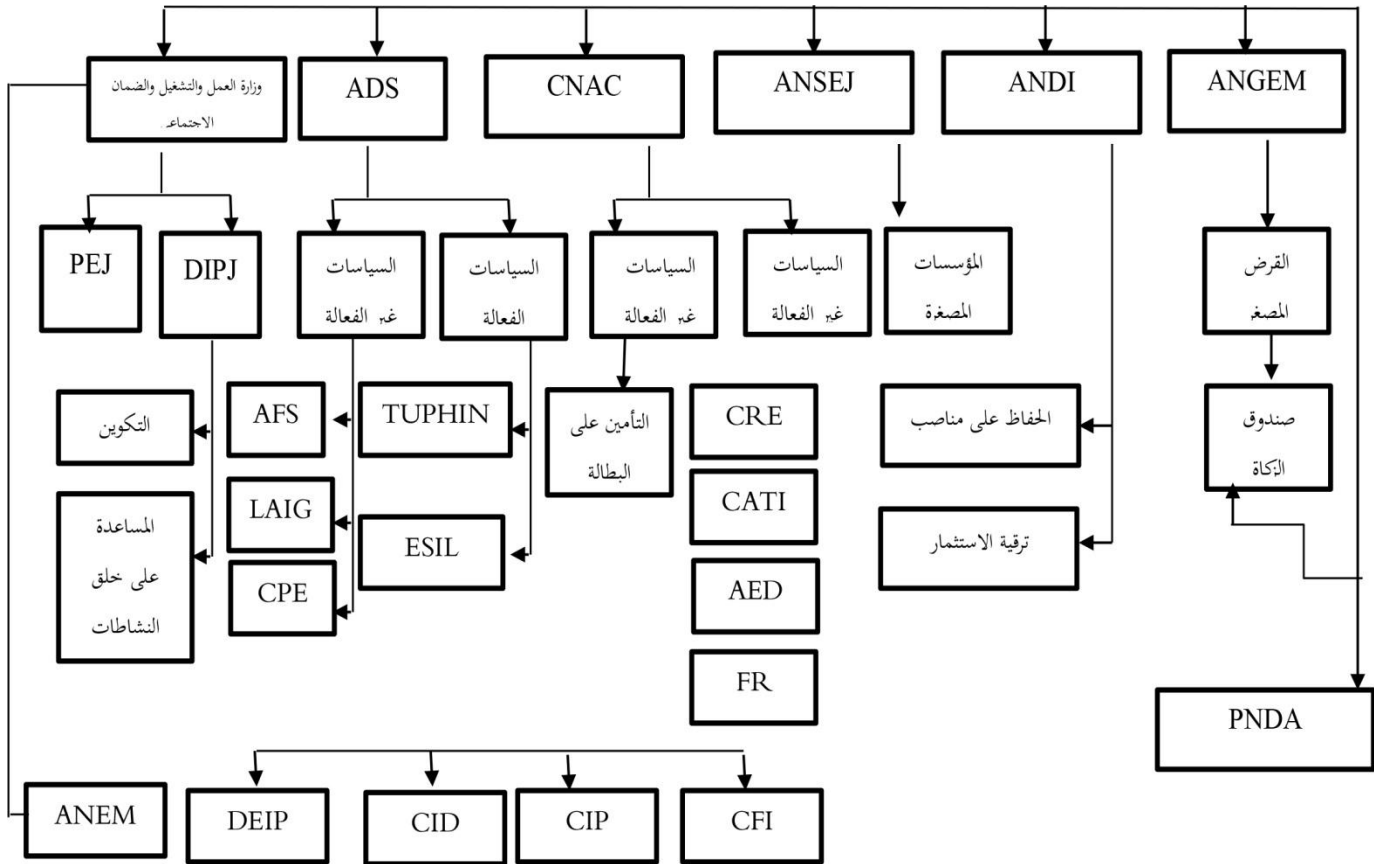 وزارة العمل والتشغيل والضمان
الاجتماعـ
ADS
CNAC
ANSEJ
ANDI
ANGEM
PEJ
DIPJ
السياسات
غير الفعالة
السياسات
الفعالة
السياسات
غير الفعالة
السياسات
غير الفعالة
المؤسسات
المصغرة
القرض
المصغر
التكوين
AFS
TUPHIN
التأمين على
البطالة
CRE
الحفاظ على مناصب
صندوق
الزكاة
المساعدة
على خلق
النشاطات
LAIG
ESIL
CATI
ترقية الاستثمار
CPE
AED
FR
PNDA
ANEM
DEIP
CID
CIP
CFI